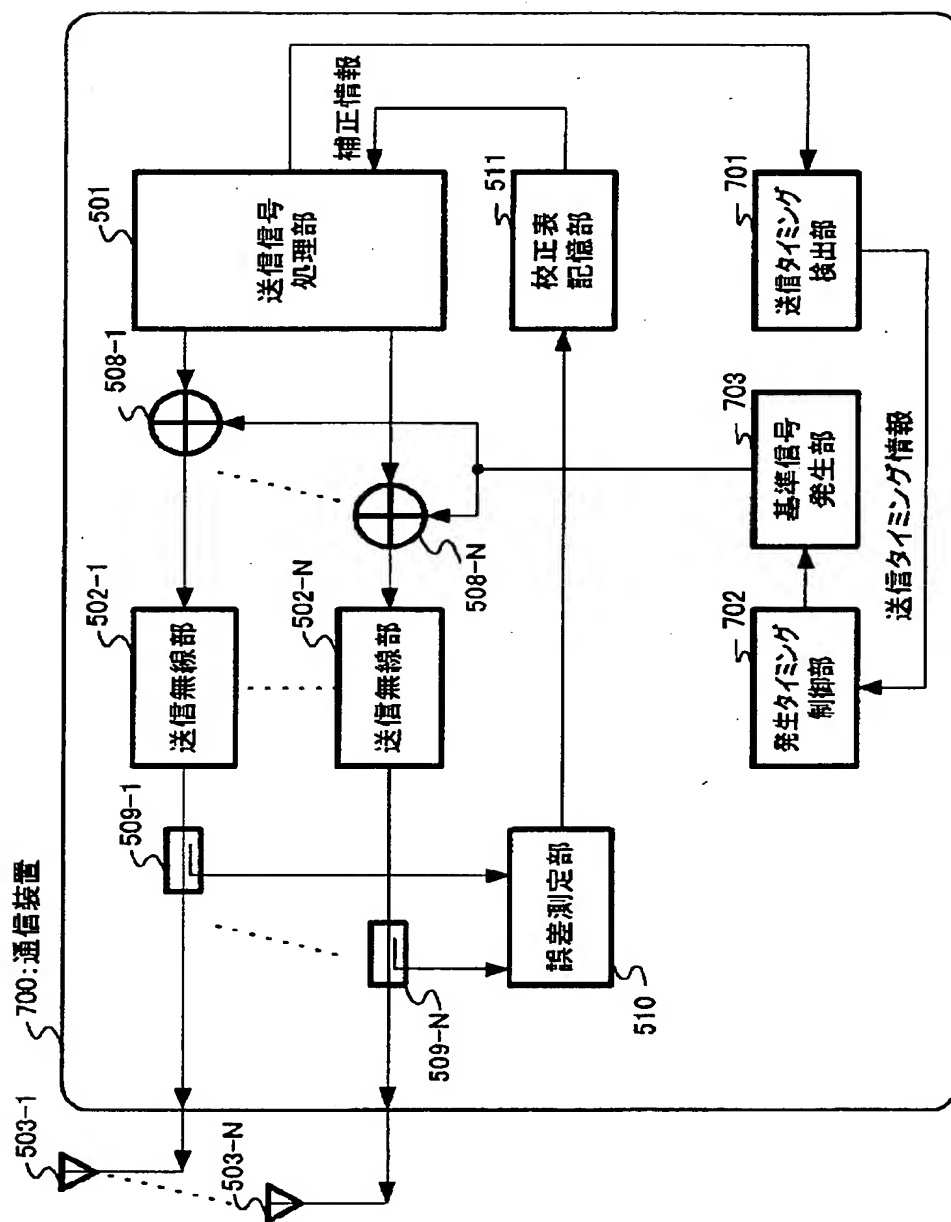 700:通信装置
503-1
503-N
509-1
509-N
502-1
送信無線部
502-N
送信無線部
508-1
508-N
501
送信信号
処理部
補正情報
510
誤差測定部
511
校正表
記憶部
702
発生タイミング
制御部
703
基準信号
発生部
701
送信タイミング
検出部
送信タイミング情報